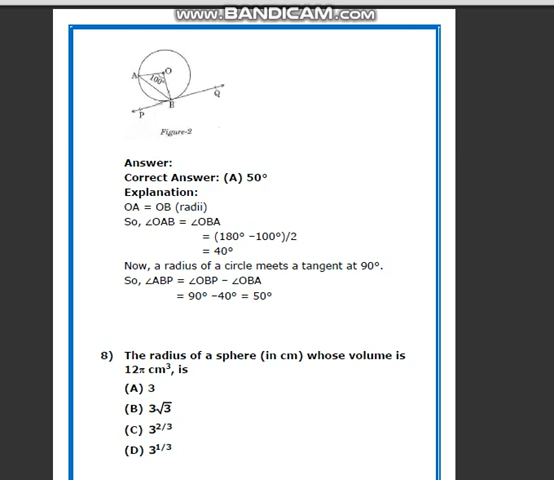 www.BANDICAM.com
A
O
100°
B
Q
P
Figure-2
Answer:
Correct Answer: (A) 50°
Explanation:
OA = OB (radii)
So, ∠OAB = ∠OBA
= (180° −100°)/2
= 40°
Now, a radius of a circle meets a tangent at 90°.
So, ∠ABP = ∠OBP − ∠OBA
= 90° −40° = 50°
8) The radius of a sphere (in cm) whose volume is
12π cm³, is
(A) 3
(B) 3√3
(C) 3^2/3
(D) 3^1/3